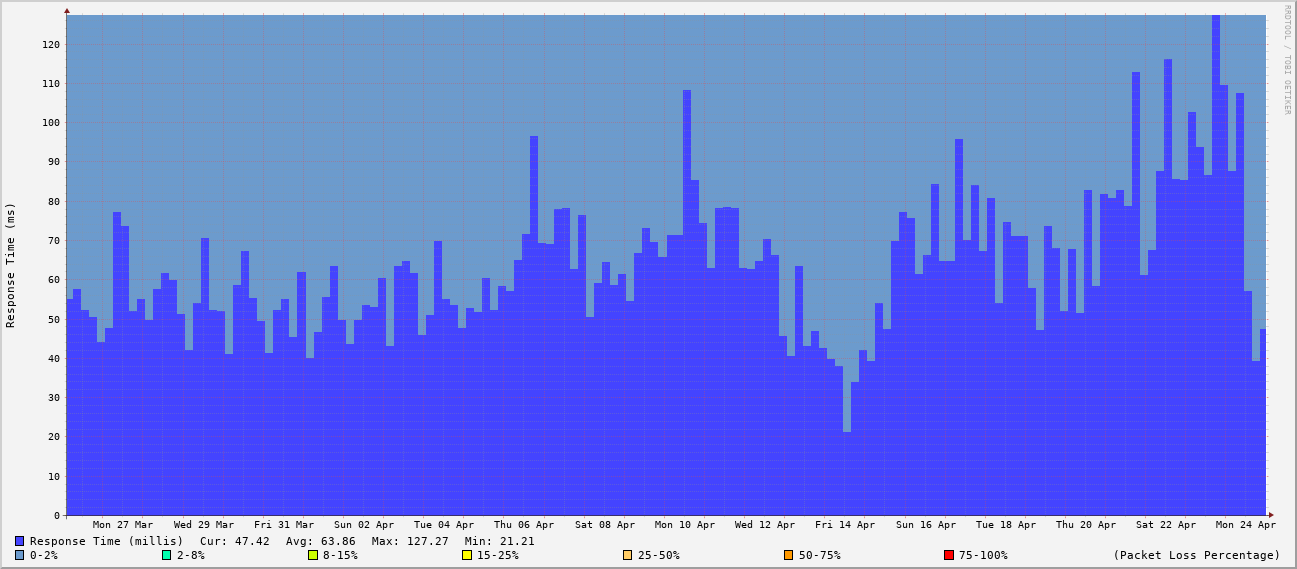 RRDTOOL / TOBI OETIKER
Response Time (ms)
120
110
100
90
80
70
60
50
40
30
20
10
0
Mon 27 Mar Wed 29 Mar Fri 31 Mar Sun 02 Apr Tue 04 Apr Thu 06 Apr Sat 08 Apr Mon 10 Apr Wed 12 Apr Fri 14 Apr Sun 16 Apr Tue 18 Apr Thu 20 Apr Sat 22 Apr Mon 24 Apr
Response Time (millis) Cur: 47.42 Avg: 63.86 Max: 127.27 Min: 21.21
0-2% 2-8% 8-15% 15-25% 25-50% 50-75% 75-100% (Packet Loss Percentage)